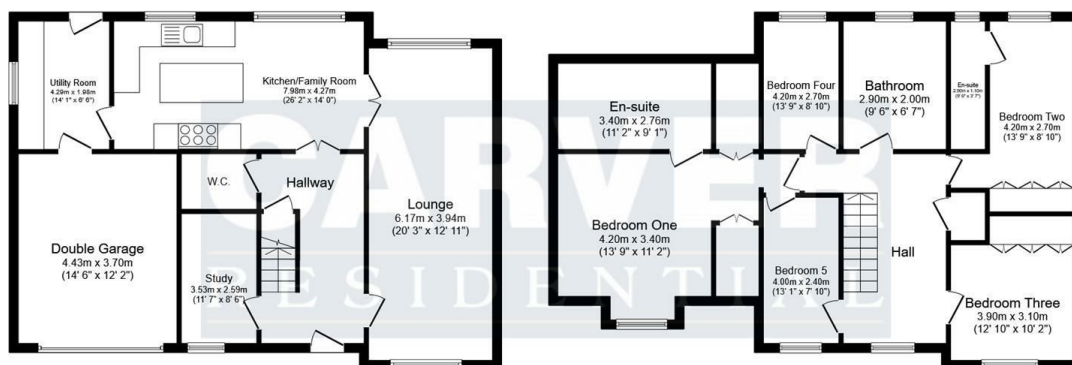 Utility Room
4.29m x 1.98m
(14' 1" x 6' 6")
Kitchen/Family Room
7.98m x 4.27m
(26' 2" x 14' 0")
W.C.
Hallway
Lounge
6.17m x 3.94m
(20' 3" x 12' 11")
Double Garage
4.43m x 3.70m
(14' 6" x 12' 2")
Study
3.53m x 2.59m
(11' 7" x 8' 6")
En-suite
3.40m x 2.76m
(11' 2" x 9' 1")
Bedroom Four
4.20m x 2.70m
(13' 9" x 8' 10")
Bathroom
2.90m x 2.00m
(9' 6" x 6' 7")
En-suite
Bedroom Two
4.20m x 2.70m
(13' 9" x 8' 10")
Bedroom One
4.20m x 3.40m
(13' 9" x 11' 2")
Bedroom 5
4.00m x 2.40m
(13' 1" x 7' 10")
Hall
Bedroom Three
3.90m x 3.10m
(12' 10" x 10' 2")
CARVER
RESIDENTIAL